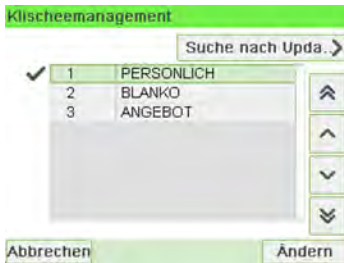 Klischeemanagement
Suche nach Upda..
1 PERSONLICH
2 BLANKO
3 ANGEBOT
Abbrechen
Ändern